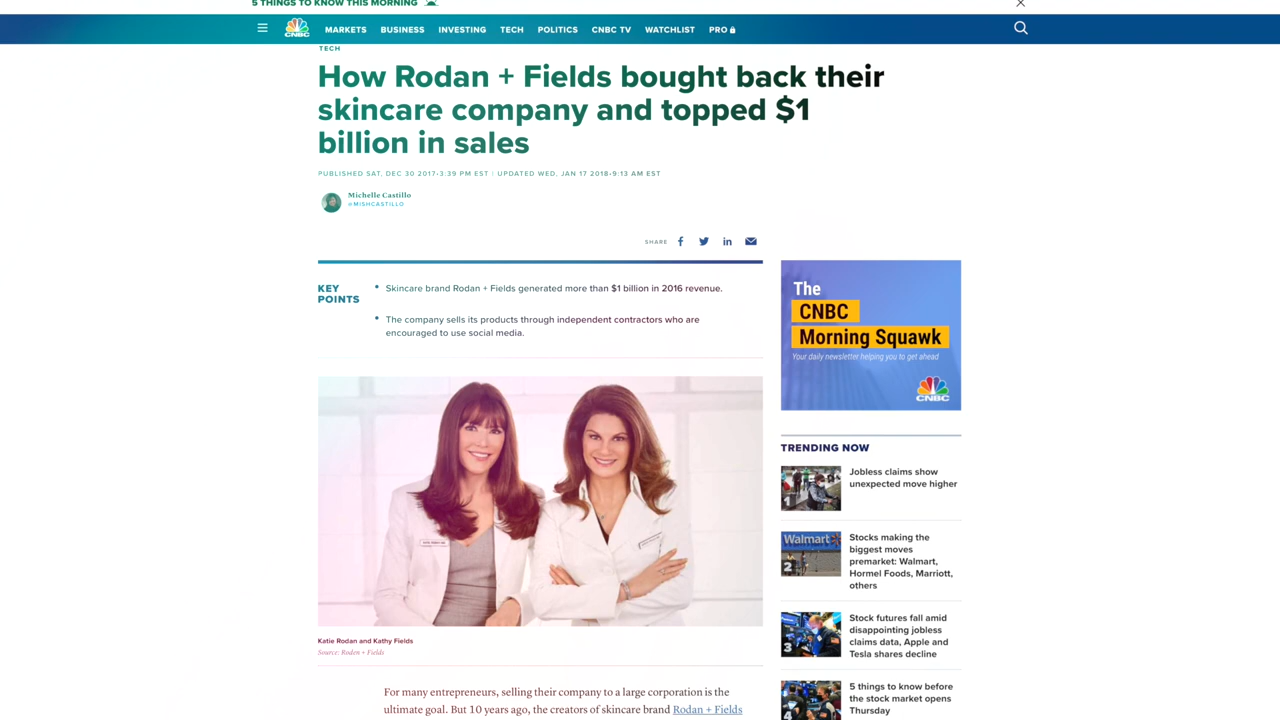 5 THINGS TO KNOW THIS MORNING
CNBC
MARKETS BUSINESS INVESTING TECH POLITICS CNBC TV WATCHLIST PRO
TECH
How Rodan + Fields bought back their
skincare company and topped $1
billion in sales
PUBLISHED SAT, DEC 30 2017•3:39 PM EST | UPDATED WED, JAN 17 2018•9:13 AM EST
Michelle Castillo
@MISHCASTILLO
SHARE
KEY
POINTS
• Skincare brand Rodan + Fields generated more than $1 billion in 2016 revenue.
• The company sells its products through independent contractors who are
encouraged to use social media.
Katie Rodan and Kathy Fields
Source: Roden + Fields
For many entrepreneurs, selling their company to a large corporation is the
ultimate goal. But 10 years ago, the creators of skincare brand Rodan + Fields
The
CNBC
Morning Squawk
Your daily newsletter helping you to get ahead
CNBC
TRENDING NOW
1
Jobless claims show
unexpected move higher
Walmart
2
Stocks making the
biggest moves
premarket: Walmart,
Hormel Foods, Marriott,
others
3
Stock futures fall amid
disappointing jobless
claims data, Apple and
Tesla shares decline
4
5 things to know before
the stock market opens
Thursday